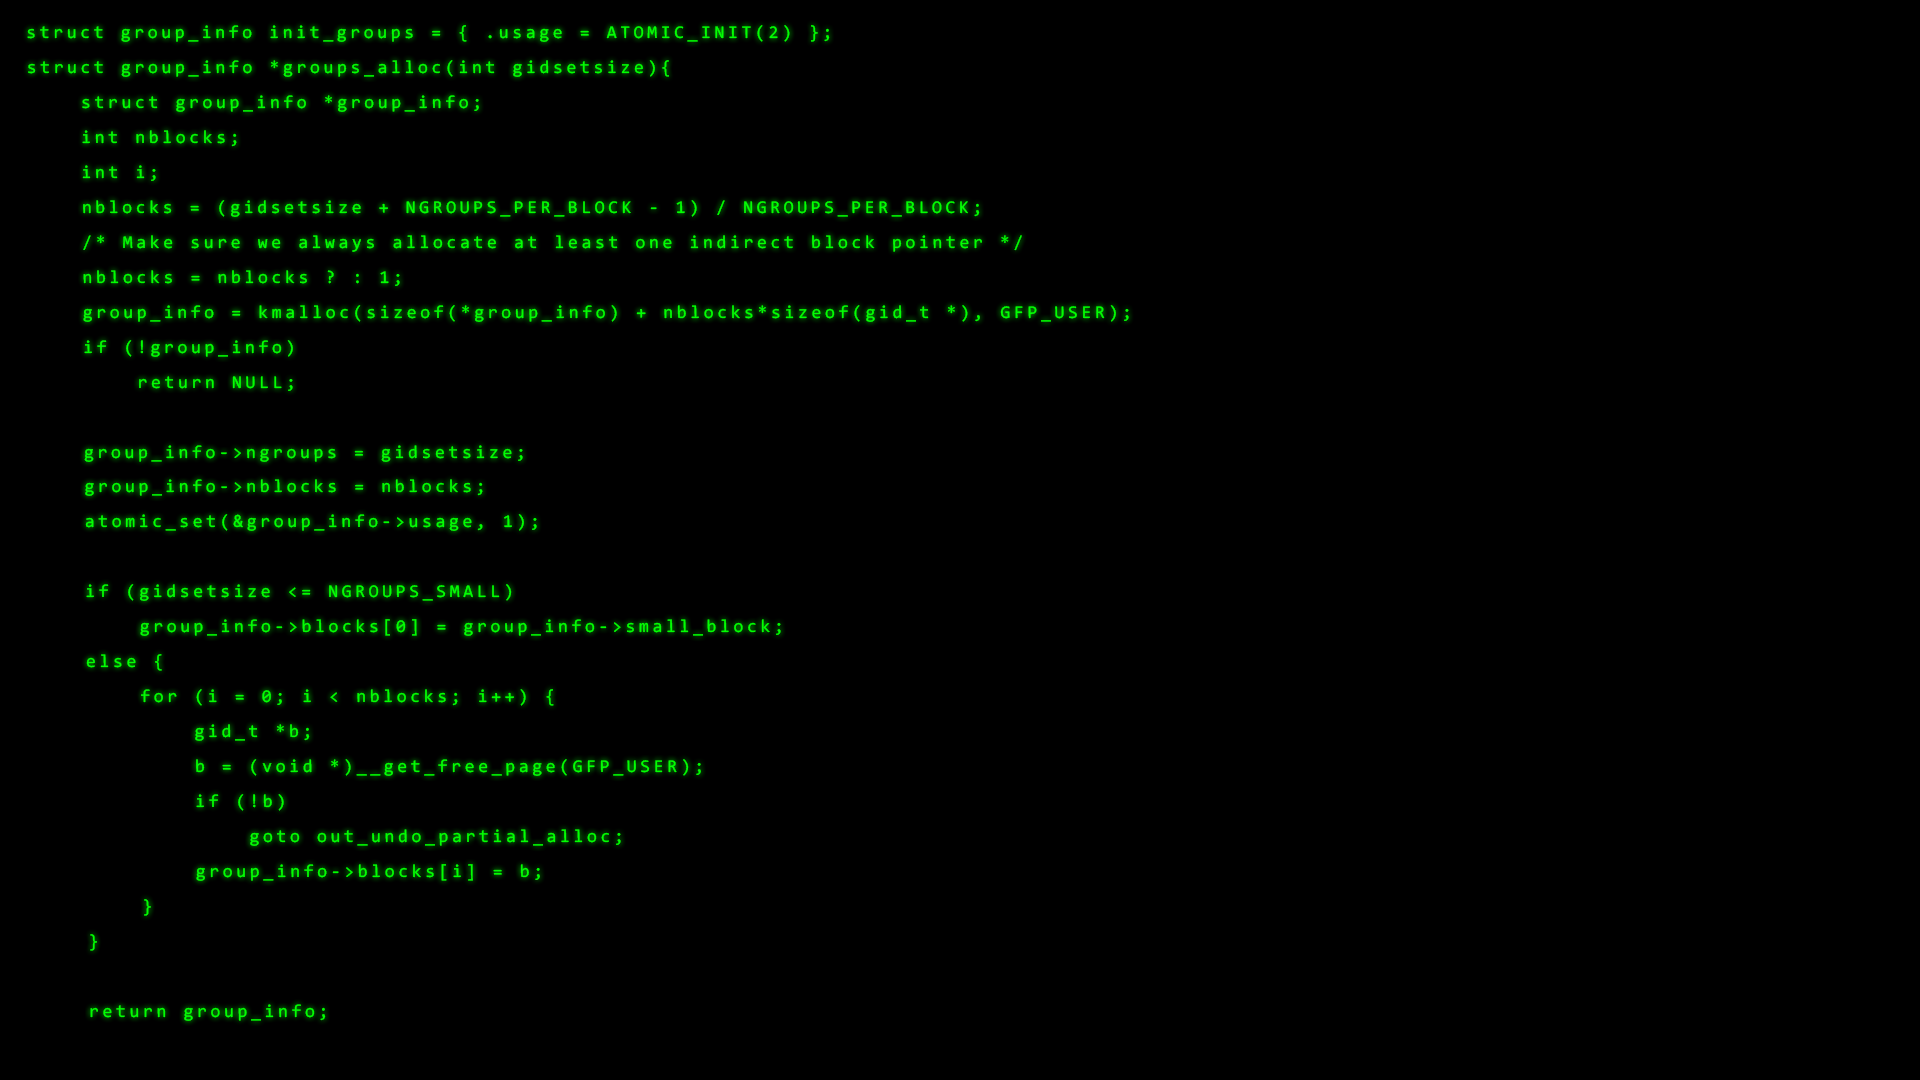 struct group_info init_groups = { .usage = ATOMIC_INIT(2) };
struct group_info *groups_alloc(int gidsetsize){
    struct group_info *group_info;
    int nblocks;
    int i;
    nblocks = (gidsetsize + NGROUPS_PER_BLOCK - 1) / NGROUPS_PER_BLOCK;
    /* Make sure we always allocate at least one indirect block pointer */
    nblocks = nblocks ? : 1;
    group_info = kmalloc(sizeof(*group_info) + nblocks*sizeof(gid_t *), GFP_USER);
    if (!group_info)
        return NULL;

    group_info->ngroups = gidsetsize;
    group_info->nblocks = nblocks;
    atomic_set(&group_info->usage, 1);

    if (gidsetsize <= NGROUPS_SMALL)
        group_info->blocks[0] = group_info->small_block;
    else {
        for (i = 0; i < nblocks; i++) {
            gid_t *b;
            b = (void *)__get_free_page(GFP_USER);
            if (!b)
                goto out_undo_partial_alloc;
            group_info->blocks[i] = b;
        }
    }

    return group_info;